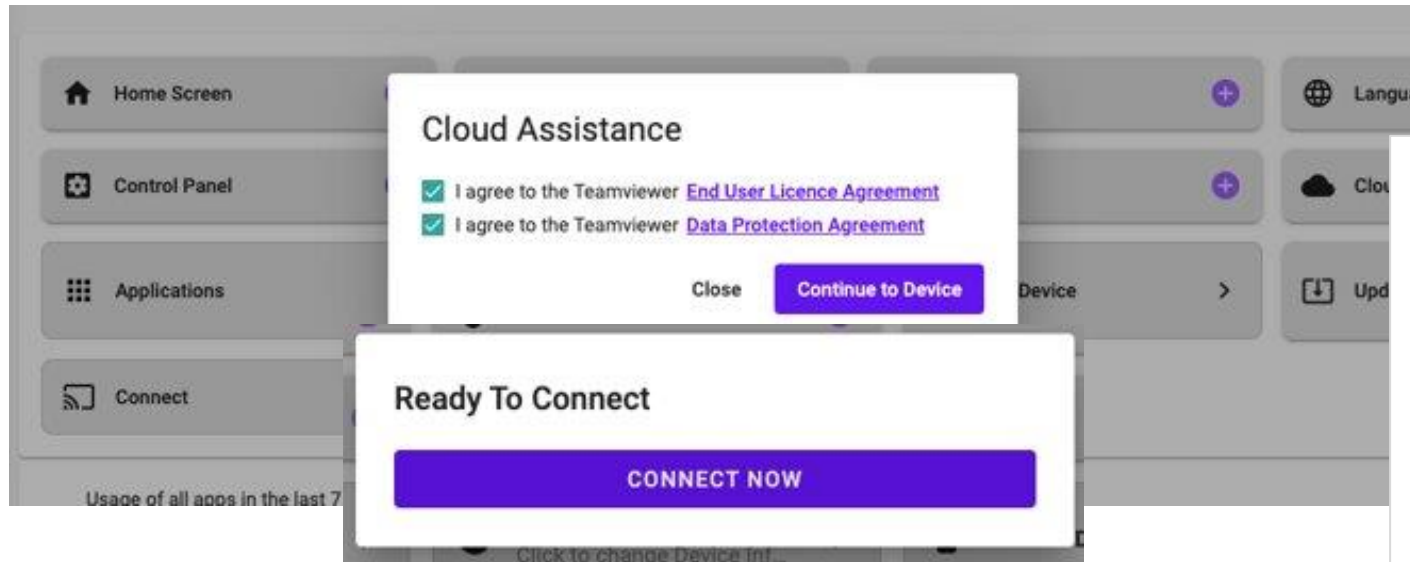 Home Screen
Langu
Cloud Assistance
Control Panel
I agree to the Teamviewer End User Licence Agreement
Clou
I agree to the Teamviewer Data Protection Agreement
Applications
Close
Continue to Device
Device
Upd
Connect
Ready To Connect
CONNECT NOW
Usage of all apps in the last 7
Click to change Device Inf...